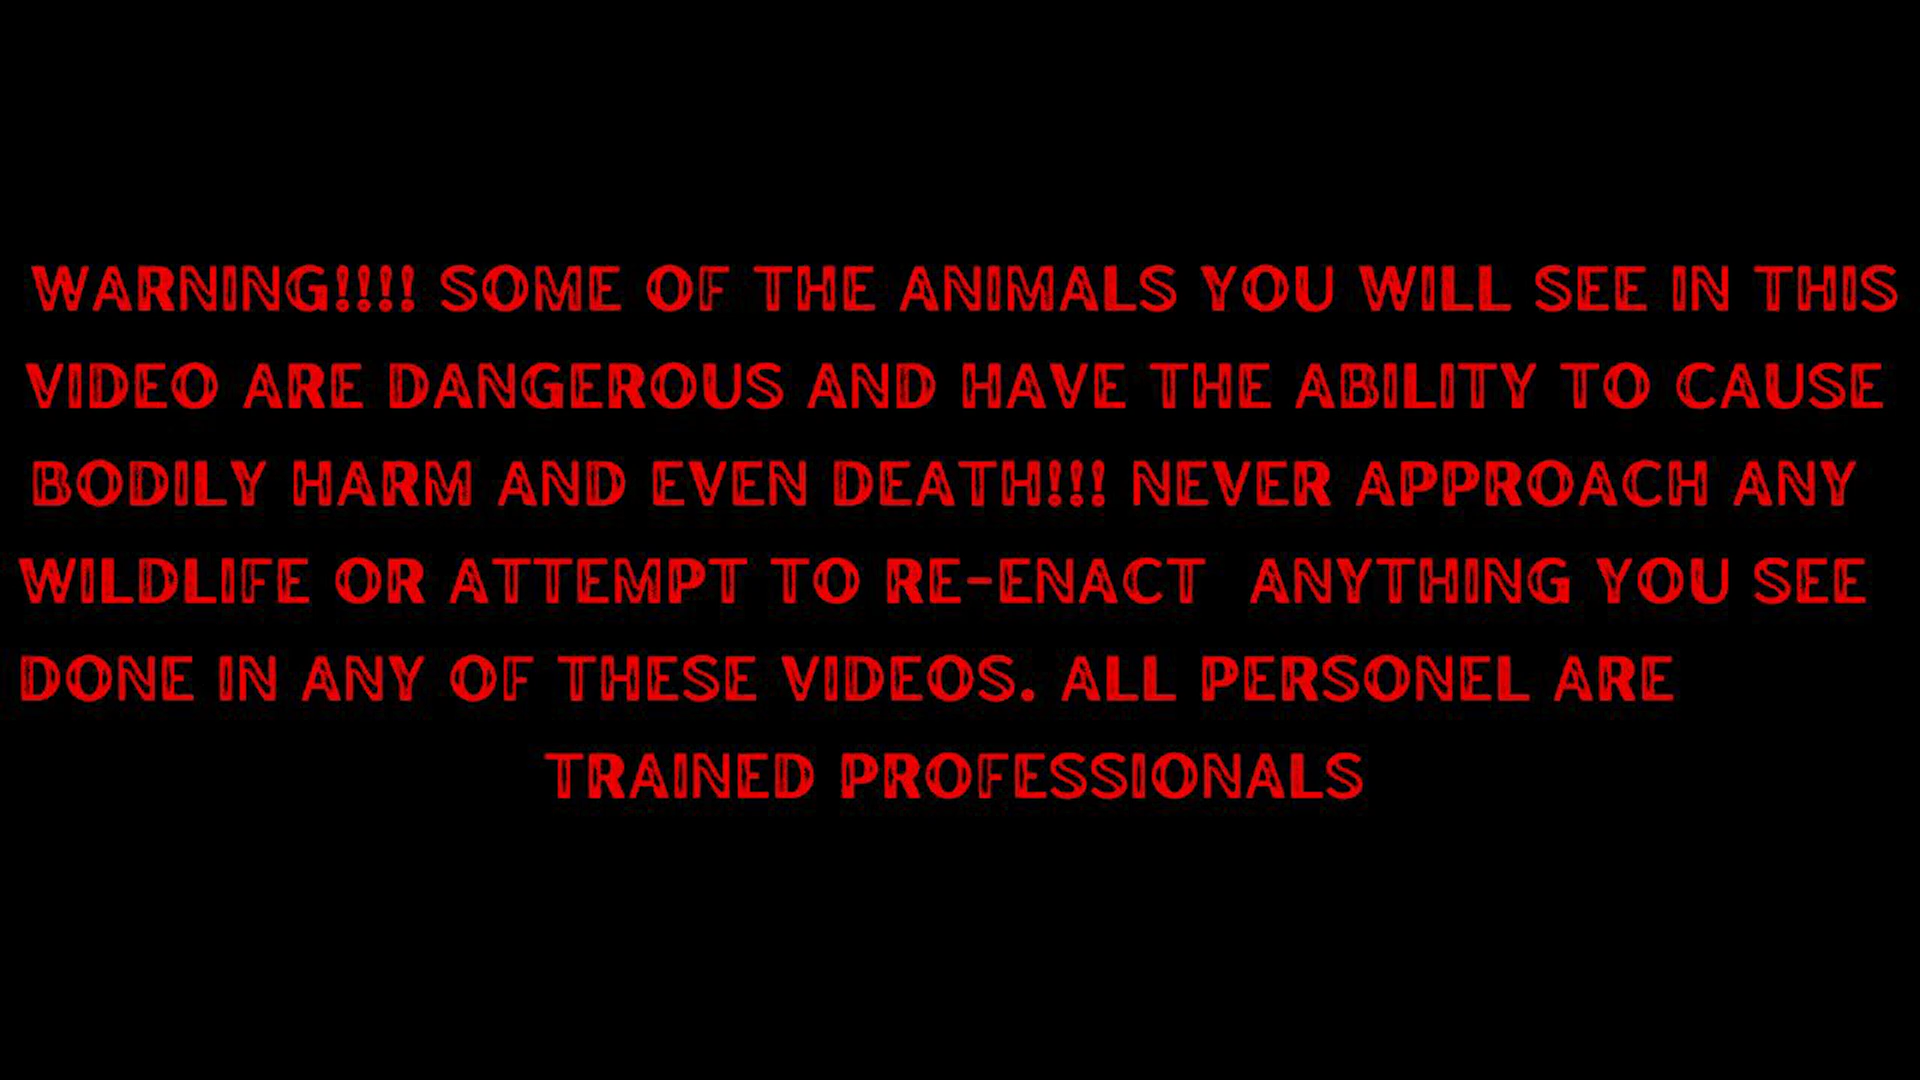 WARNING!!!! SOME OF THE ANIMALS YOU WILL SEE IN THIS
VIDEO ARE DANGEROUS AND HAVE THE ABILITY TO CAUSE
BODILY HARM AND EVEN DEATH!!! NEVER APPROACH ANY
WILDLIFE OR ATTEMPT TO RE-ENACT ANYTHING YOU SEE
DONE IN ANY OF THESE VIDEOS. ALL PERSONEL ARE
TRAINED PROFESSIONALS